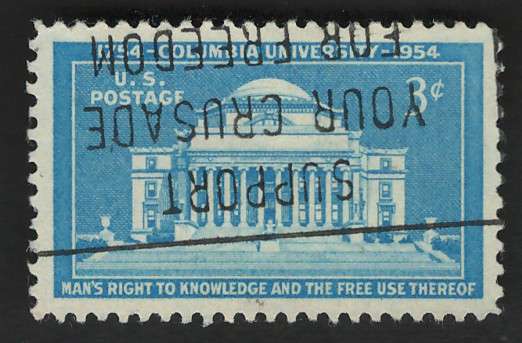 1754-COLUMBIA UNIVERSITY-1954
U.S.
POSTAGE
3¢
MAN'S RIGHT TO KNOWLEDGE AND THE FREE USE THEREOF
SUPPORT
YOUR CRUSADE
FOR FREEDOM